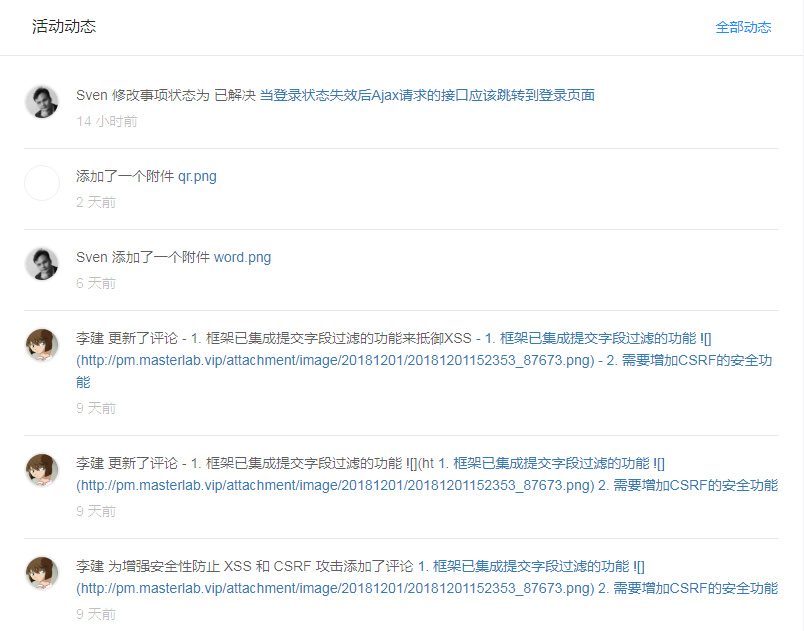 活动动态
全部动态
Sven 修改事项状态为 已解决 当登录状态失效后Ajax请求的接口应该跳转到登录页面
14 小时前
添加了一个附件 qr.png
2 天前
Sven 添加了一个附件 word.png
6 天前
李建 更新了评论 - 1. 框架已集成提交字段过滤的功能来抵御XSS - 1. 框架已集成提交字段过滤的功能 ![]
(http://pm.masterlab.vip/attachment/image/20181201/20181201152353_87673.png) - 2. 需要增加CSRF的安全功
能
9 天前
李建 更新了评论 - 1. 框架已集成提交字段过滤的功能 ![](ht 1. 框架已集成提交字段过滤的功能 ![]
(http://pm.masterlab.vip/attachment/image/20181201/20181201152353_87673.png) 2. 需要增加CSRF的安全功能
9 天前
李建 为增强安全性防止 XSS 和 CSRF 攻击添加了评论 1. 框架已集成提交字段过滤的功能 ![]
(http://pm.masterlab.vip/attachment/image/20181201/20181201152353_87673.png) 2. 需要增加CSRF的安全功能
9 天前